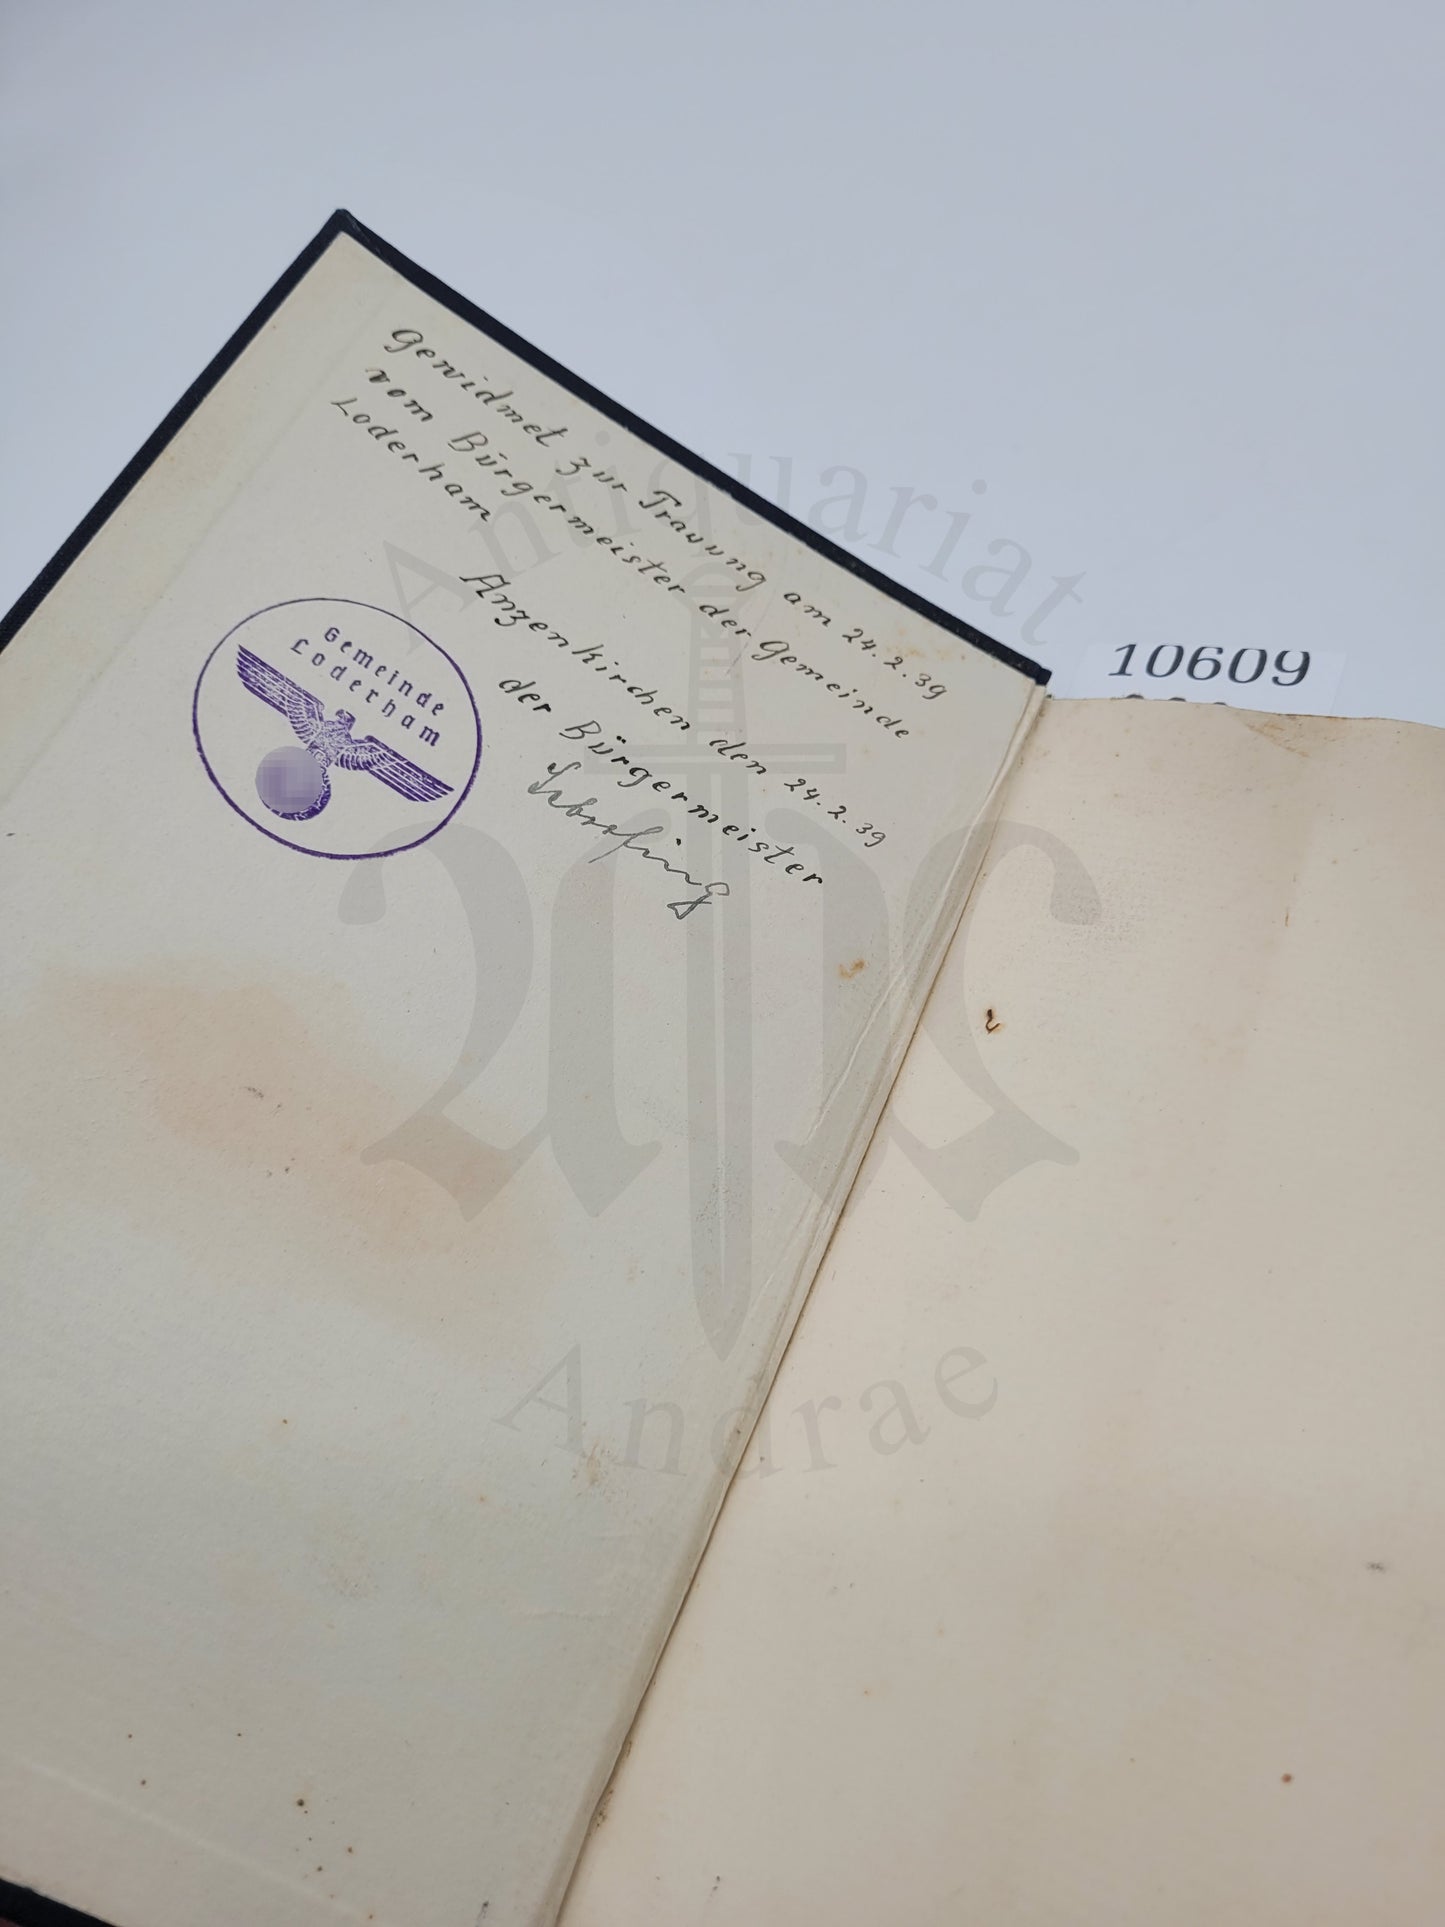 Gewidmet zur Trauung am 24.2.39
vom Bürgermeister der Gemeinde
Loderham
Anzenkirchen den 24.2.39
der Bürgermeister
Gemeinde
Loderham
10609
Antiquariat
Andrae